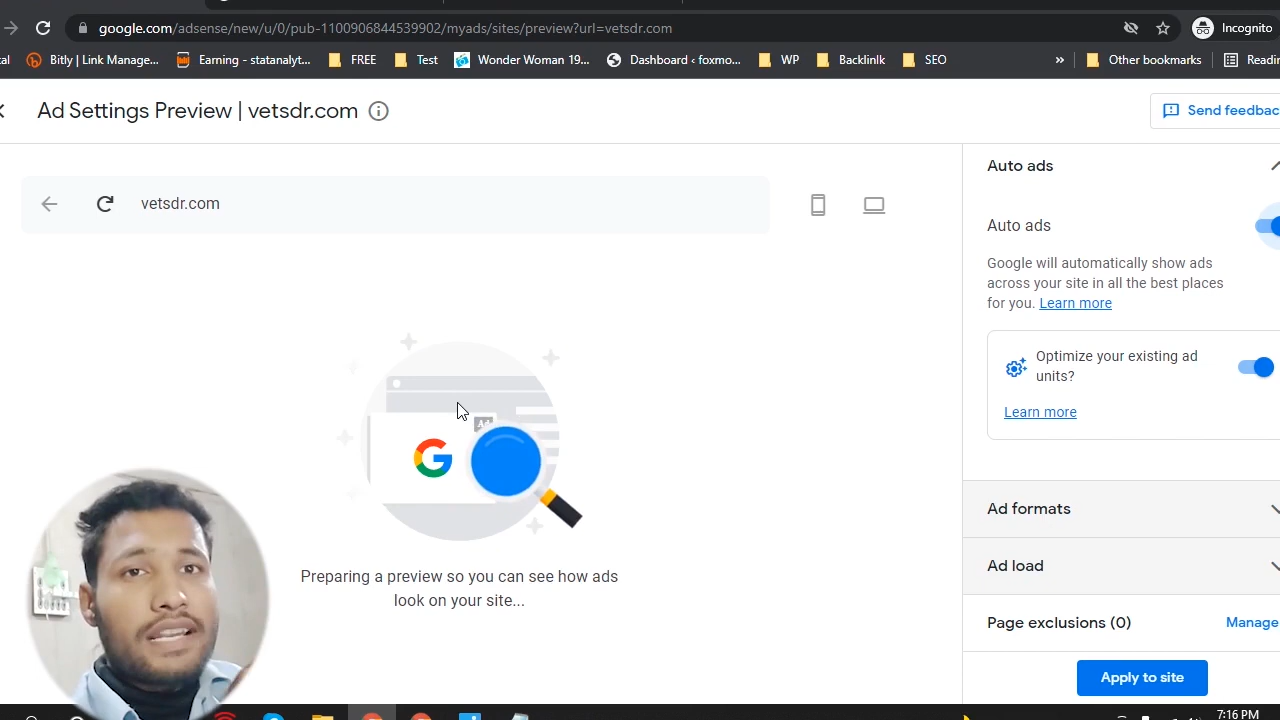 google.com/adsense/new/u/0/pub-1100906844539902/myads/sites/preview?url=vetsdr.com
Incognito
Bitly | Link Manage...
Earning - statanalyt...
FREE
Test
Wonder Woman 19...
Dashboard ‹ foxmo...
WP
Backlinlk
SEO
»
Other bookmarks
Ad Settings Preview | vetsdr.com
vetsdr.com
Auto ads
Auto ads
Google will automatically show ads
across your site in all the best places
for you. Learn more
Optimize your existing ad
units?
Learn more
Ad
G
Preparing a preview so you can see how ads
look on your site...
Ad formats
Ad load
Page exclusions (0)
Manage
Apply to site
Send feedbac
7:16 PM